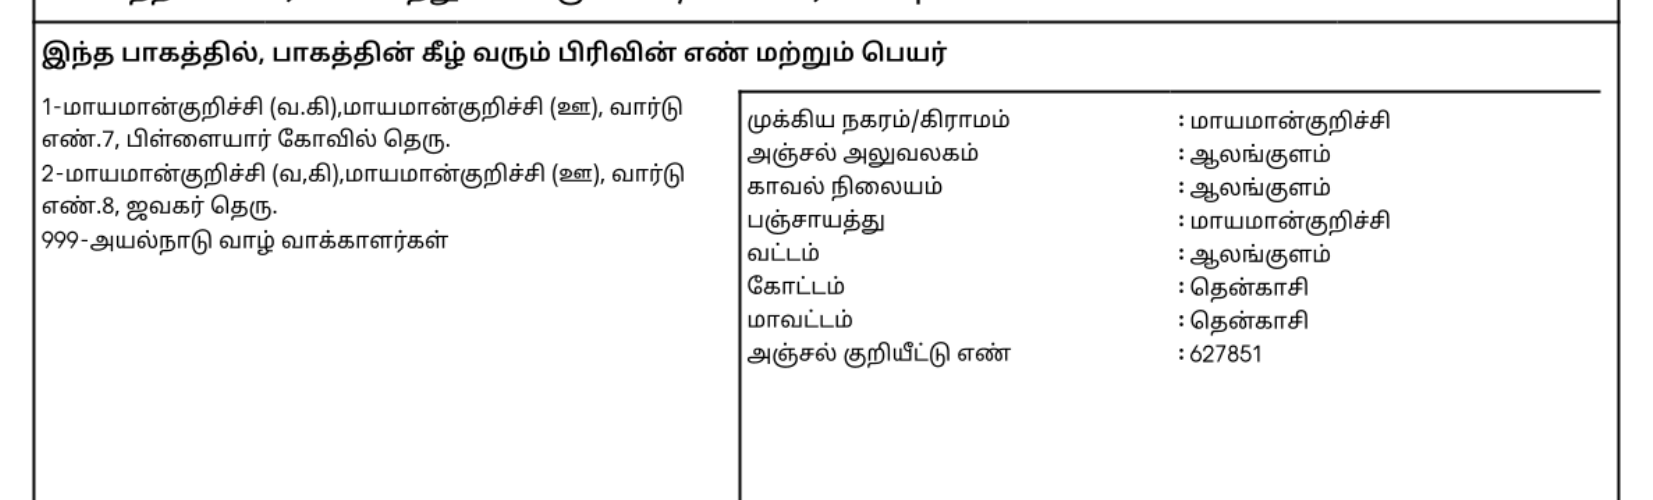 இந்த பாகத்தில், பாகத்தின் கீழ் வரும் பிரிவின் எண் மற்றும் பெயர்
1-மாயமான்குறிச்சி (வ.கி),மாயமான்குறிச்சி (ஊ), வார்டு
எண்.7, பிள்ளையார் கோவில் தெரு.
2-மாயமான்குறிச்சி (வ,கி),மாயமான்குறிச்சி (ஊ), வார்டு
எண்.8, ஜவகர் தெரு.
999-அயல்நாடு வாழ் வாக்காளர்கள்
முக்கிய நகரம்/கிராமம் : மாயமான்குறிச்சி
அஞ்சல் அலுவலகம் : ஆலங்குளம்
காவல் நிலையம் : ஆலங்குளம்
பஞ்சாயத்து : மாயமான்குறிச்சி
வட்டம் : ஆலங்குளம்
கோட்டம் : தென்காசி
மாவட்டம் : தென்காசி
அஞ்சல் குறியீட்டு எண் : 627851